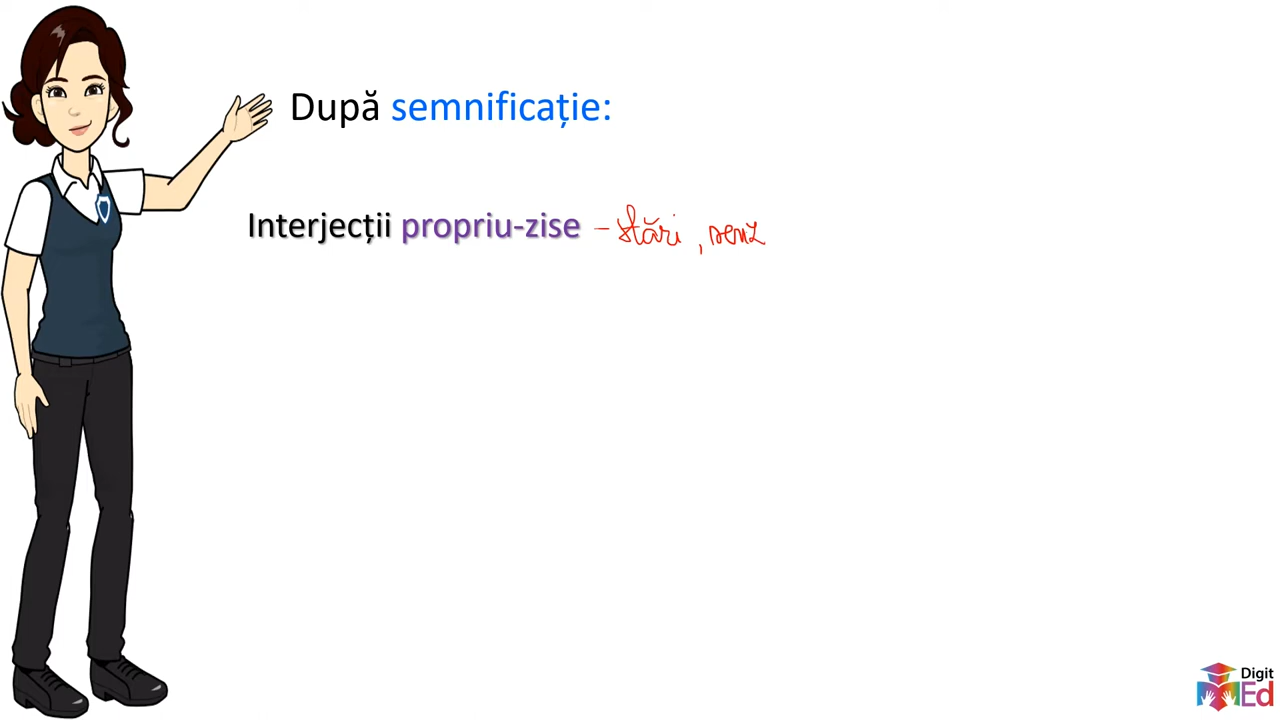 După semnificație:
Interjecții propriu-zise – stări, senz
Digit
Ed